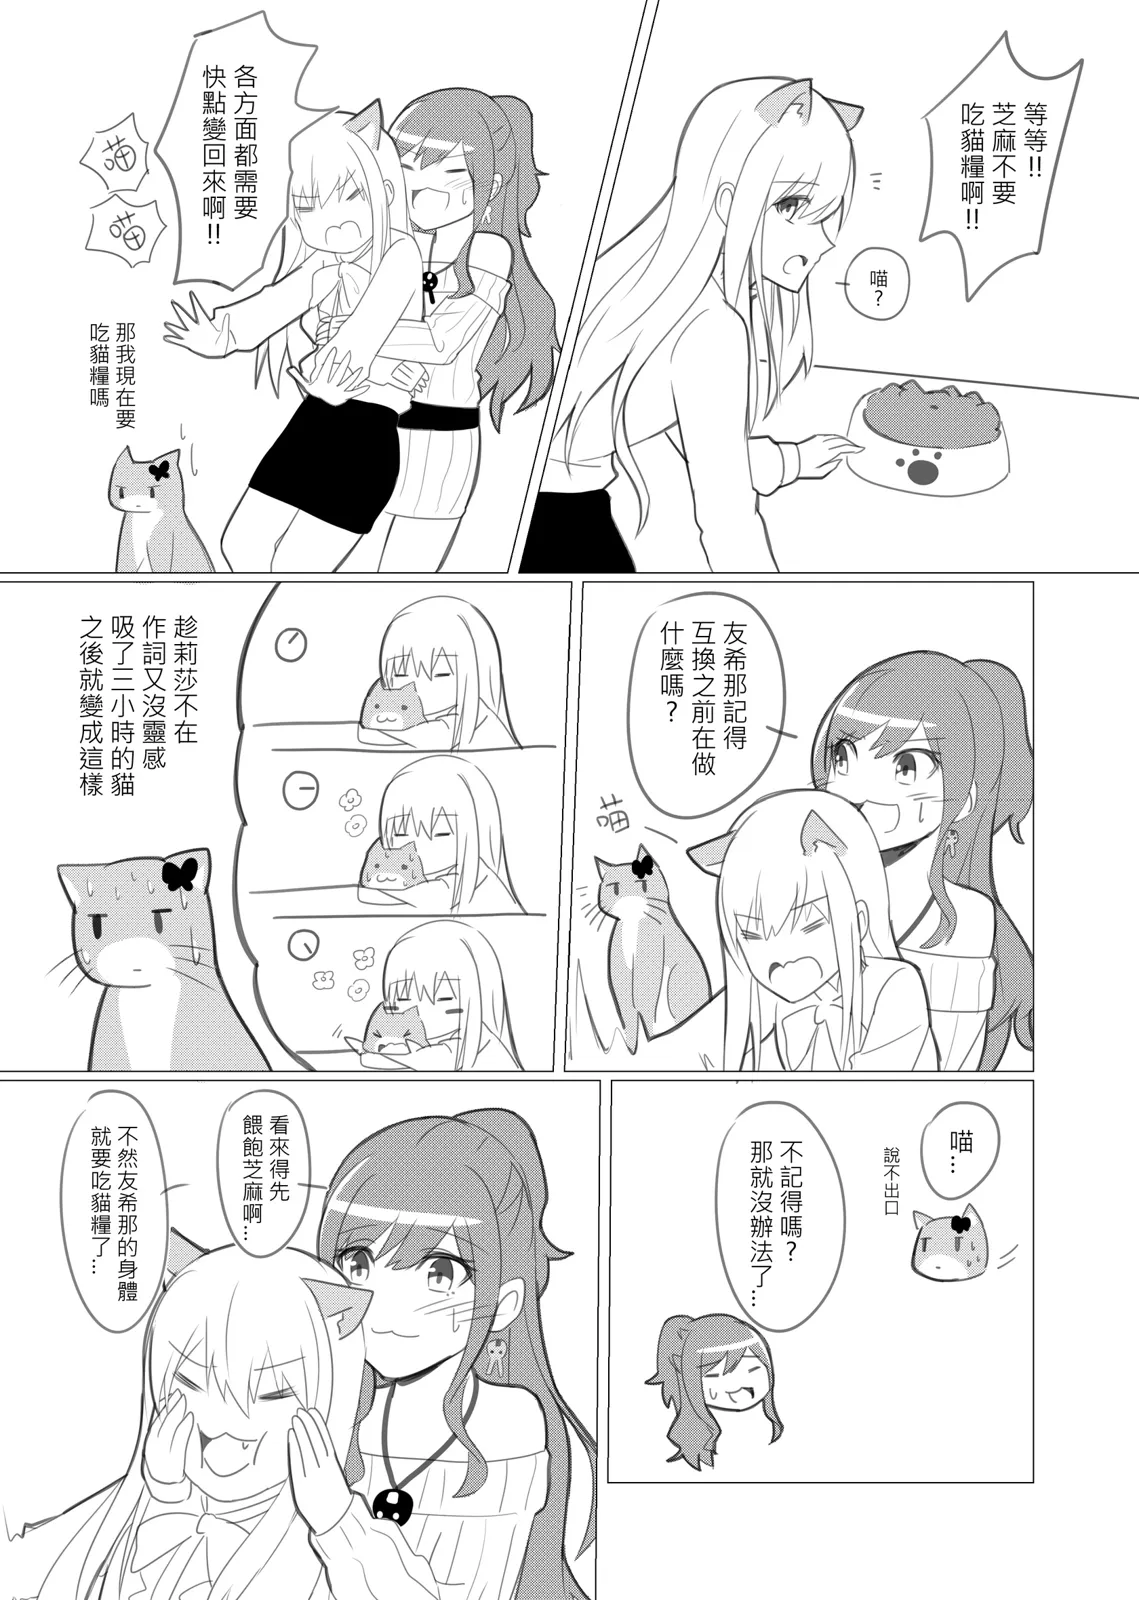 等等!!
芝麻不要
吃貓糧啊!!
喵?
各方面都需要
快點變回來啊!!
喵
喵
那我現在要
吃貓糧嗎
友希那記得
互換之前在做
什麼嗎?
喵
趁莉莎不在
作詞又沒靈感
吸了三小時的貓
之後就變成這樣
喵…
說不出口
不記得嗎?
那就沒辦法了…
看來得先
餵飽芝麻啊…
不然友希那的身體
就要吃貓糧了…